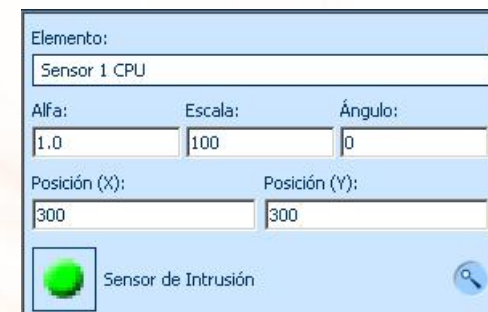 Elemento:
Sensor 1 CPU
Alfa: Escala: Ángulo:
1.0 100 0
Posición (X): Posición (Y):
300 300
Sensor de Intrusión